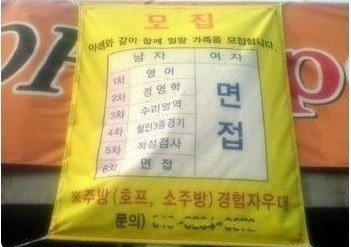 모집
아래와 같이 함께 일할 가족을 모집합니다.
남자 여자
1차 영어
2차 경영학
3차 수리영역
4차 철인3종경기
5차 적성검사
6차 면접
면접
※주방 (호프, 소주방) 경험자우대
문의)